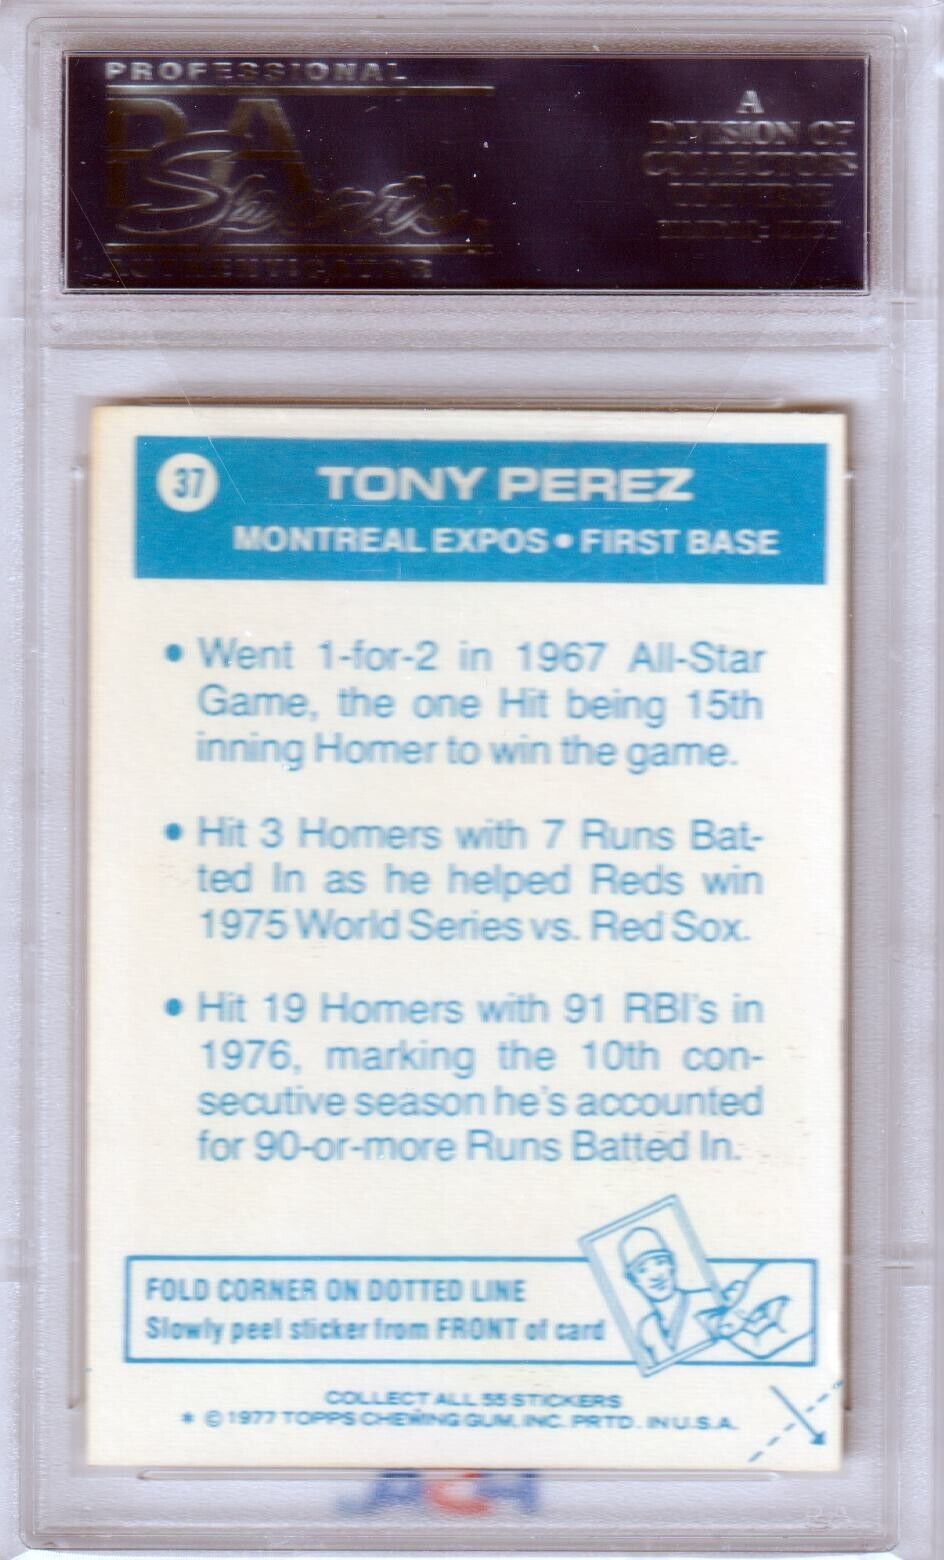 PROFESSIONAL
PSA
Sports
AUTHENTICATOR
A
DIVISION OF
COLLECTORS
UNIVERSE
37
TONY PEREZ
MONTREAL EXPOS • FIRST BASE
• Went 1-for-2 in 1967 All-Star
Game, the one Hit being 15th
inning Homer to win the game.
• Hit 3 Homers with 7 Runs Bat-
ted In as he helped Reds win
1975 World Series vs. Red Sox.
• Hit 19 Homers with 91 RBI's in
1976, marking the 10th con-
secutive season he's accounted
for 90-or-more Runs Batted In.
FOLD CORNER ON DOTTED LINE
Slowly peel sticker from FRONT of card
COLLECT ALL 55 STICKERS
* © 1977 TOPPS CHEWING GUM, INC. PRTD. IN U.S.A.